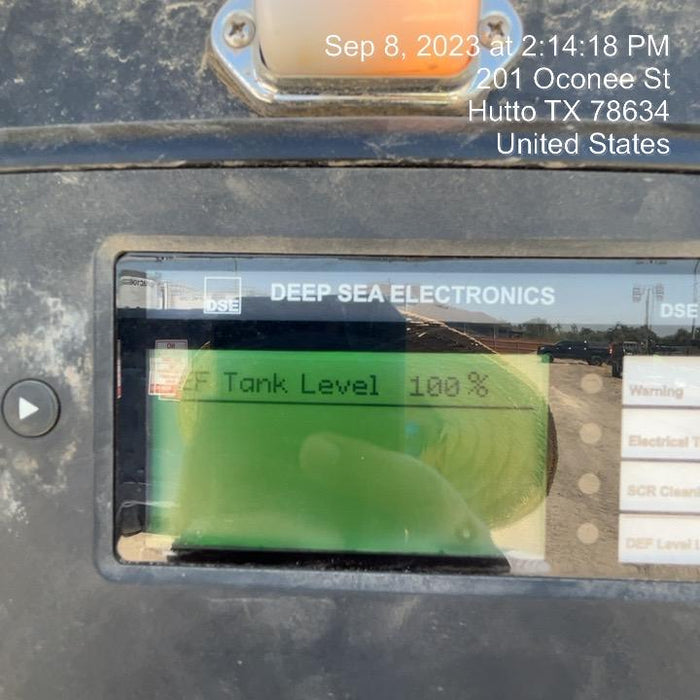 Sep 8, 2023 at 2:14:18 PM
201 Oconee St
Hutto TX 78634
United States
DSE
DEEP SEA ELECTRONICS
DSE
EF Tank Level 100%
Warning
Electrical T
SCR Cleani
DEF Level L